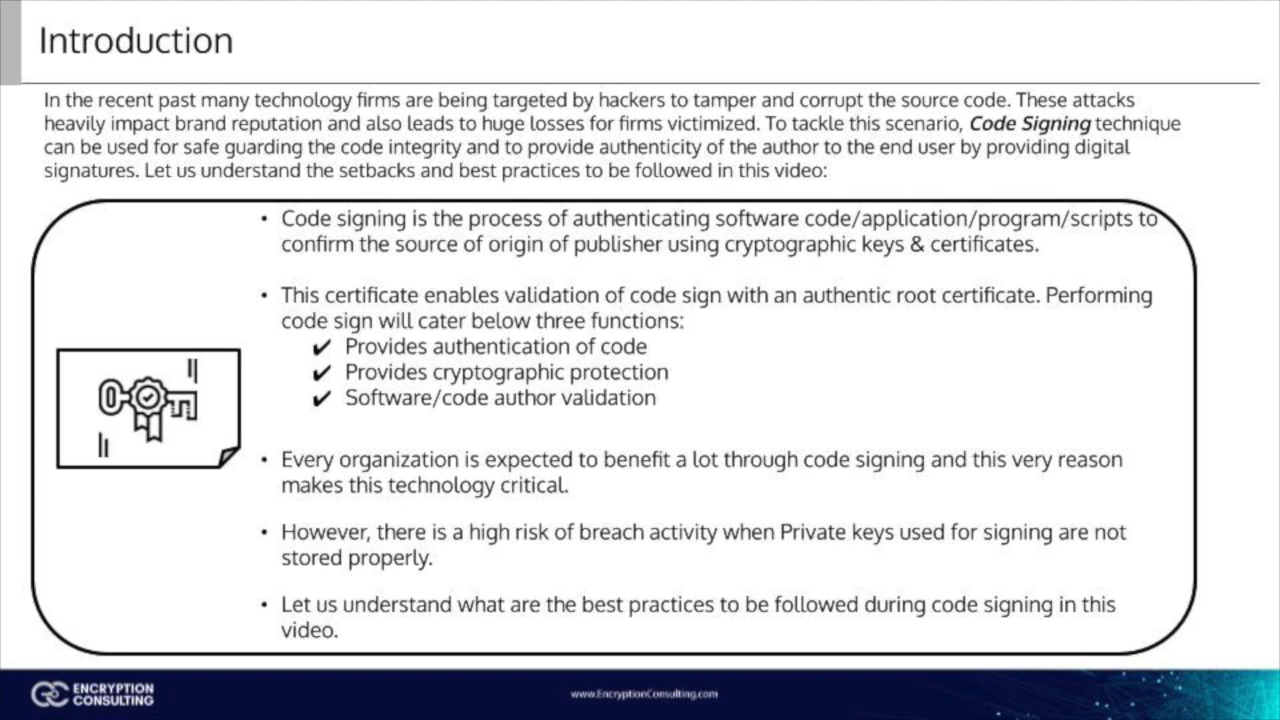 Introduction
In the recent past many technology firms are being targeted by hackers to tamper and corrupt the source code. These attacks
heavily impact brand reputation and also leads to huge losses for firms victimized. To tackle this scenario, Code Signing technique
can be used for safe guarding the code integrity and to provide authenticity of the author to the end user by providing digital
signatures. Let us understand the setbacks and best practices to be followed in this video:
• Code signing is the process of authenticating software code/application/program/scripts to
confirm the source of origin of publisher using cryptographic keys & certificates.
• This certificate enables validation of code sign with an authentic root certificate. Performing
code sign will cater below three functions:
✔ Provides authentication of code
✔ Provides cryptographic protection
✔ Software/code author validation
• Every organization is expected to benefit a lot through code signing and this very reason
makes this technology critical.
• However, there is a high risk of breach activity when Private keys used for signing are not
stored properly.
• Let us understand what are the best practices to be followed during code signing in this
video.
ENCRYPTION
CONSULTING
www.EncryptionConsulting.com